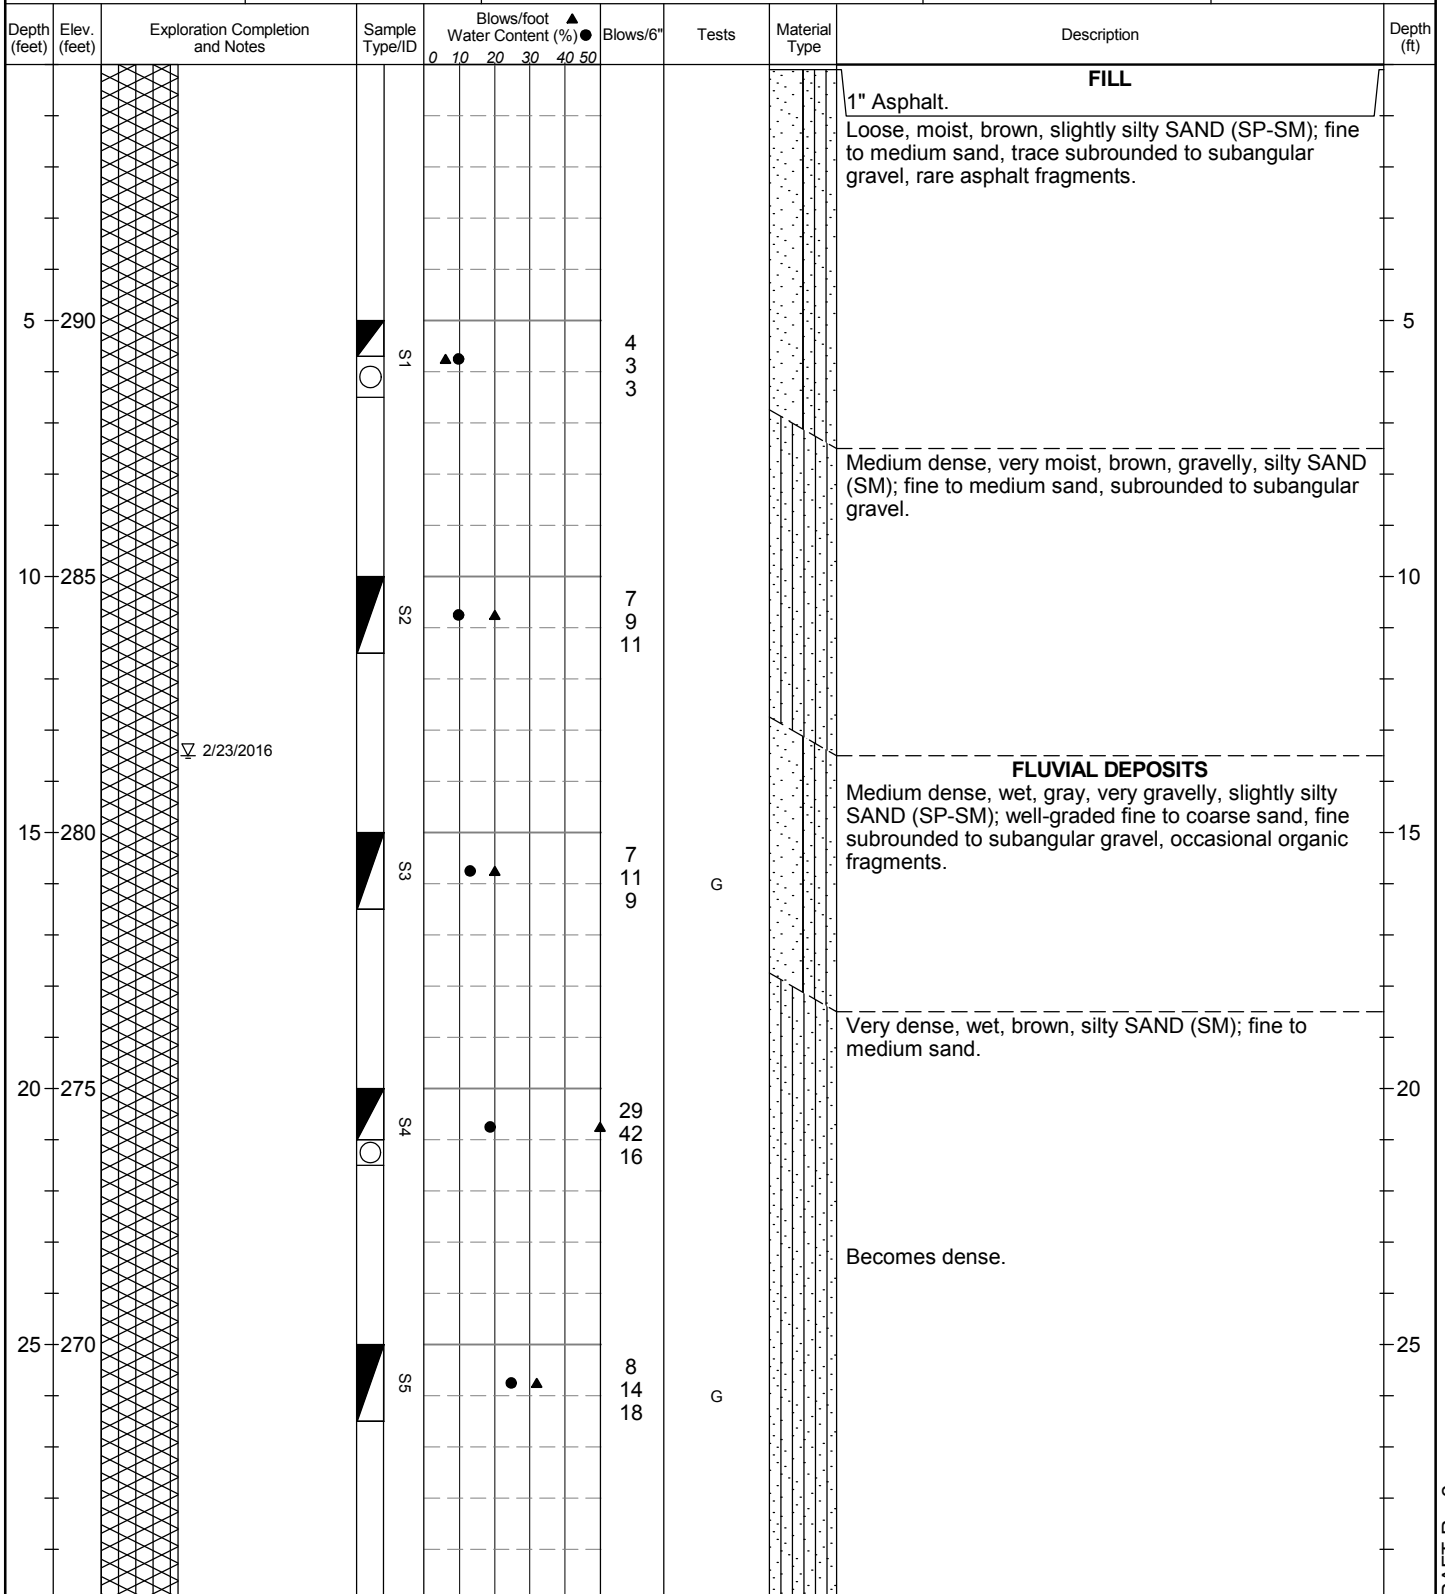 Depth (feet)
Elev. (feet)
Exploration Completion and Notes
Sample Type/ID
Blows/foot ▲
Water Content (%) ●
0 10 20 30 40 50
Blows/6"
Tests
Material Type
Description
Depth (ft)
FILL
1" Asphalt.
Loose, moist, brown, slightly silty SAND (SP-SM); fine
to medium sand, trace subrounded to subangular
gravel, rare asphalt fragments.
5 290 S1 5
4
3
3
Medium dense, very moist, brown, gravelly, silty SAND
(SM); fine to medium sand, subrounded to subangular
gravel.
10 285 S2 10
7
9
11
2/23/2016
FLUVIAL DEPOSITS
Medium dense, wet, gray, very gravelly, slightly silty
SAND (SP-SM); well-graded fine to coarse sand, fine
subrounded to subangular gravel, occasional organic
fragments.
15 280 S3 15
7
11
9
G
Very dense, wet, brown, silty SAND (SM); fine to
medium sand.
20 275 S4 20
29
42
16
Becomes dense.
25 270 S5 25
8
14
18
G